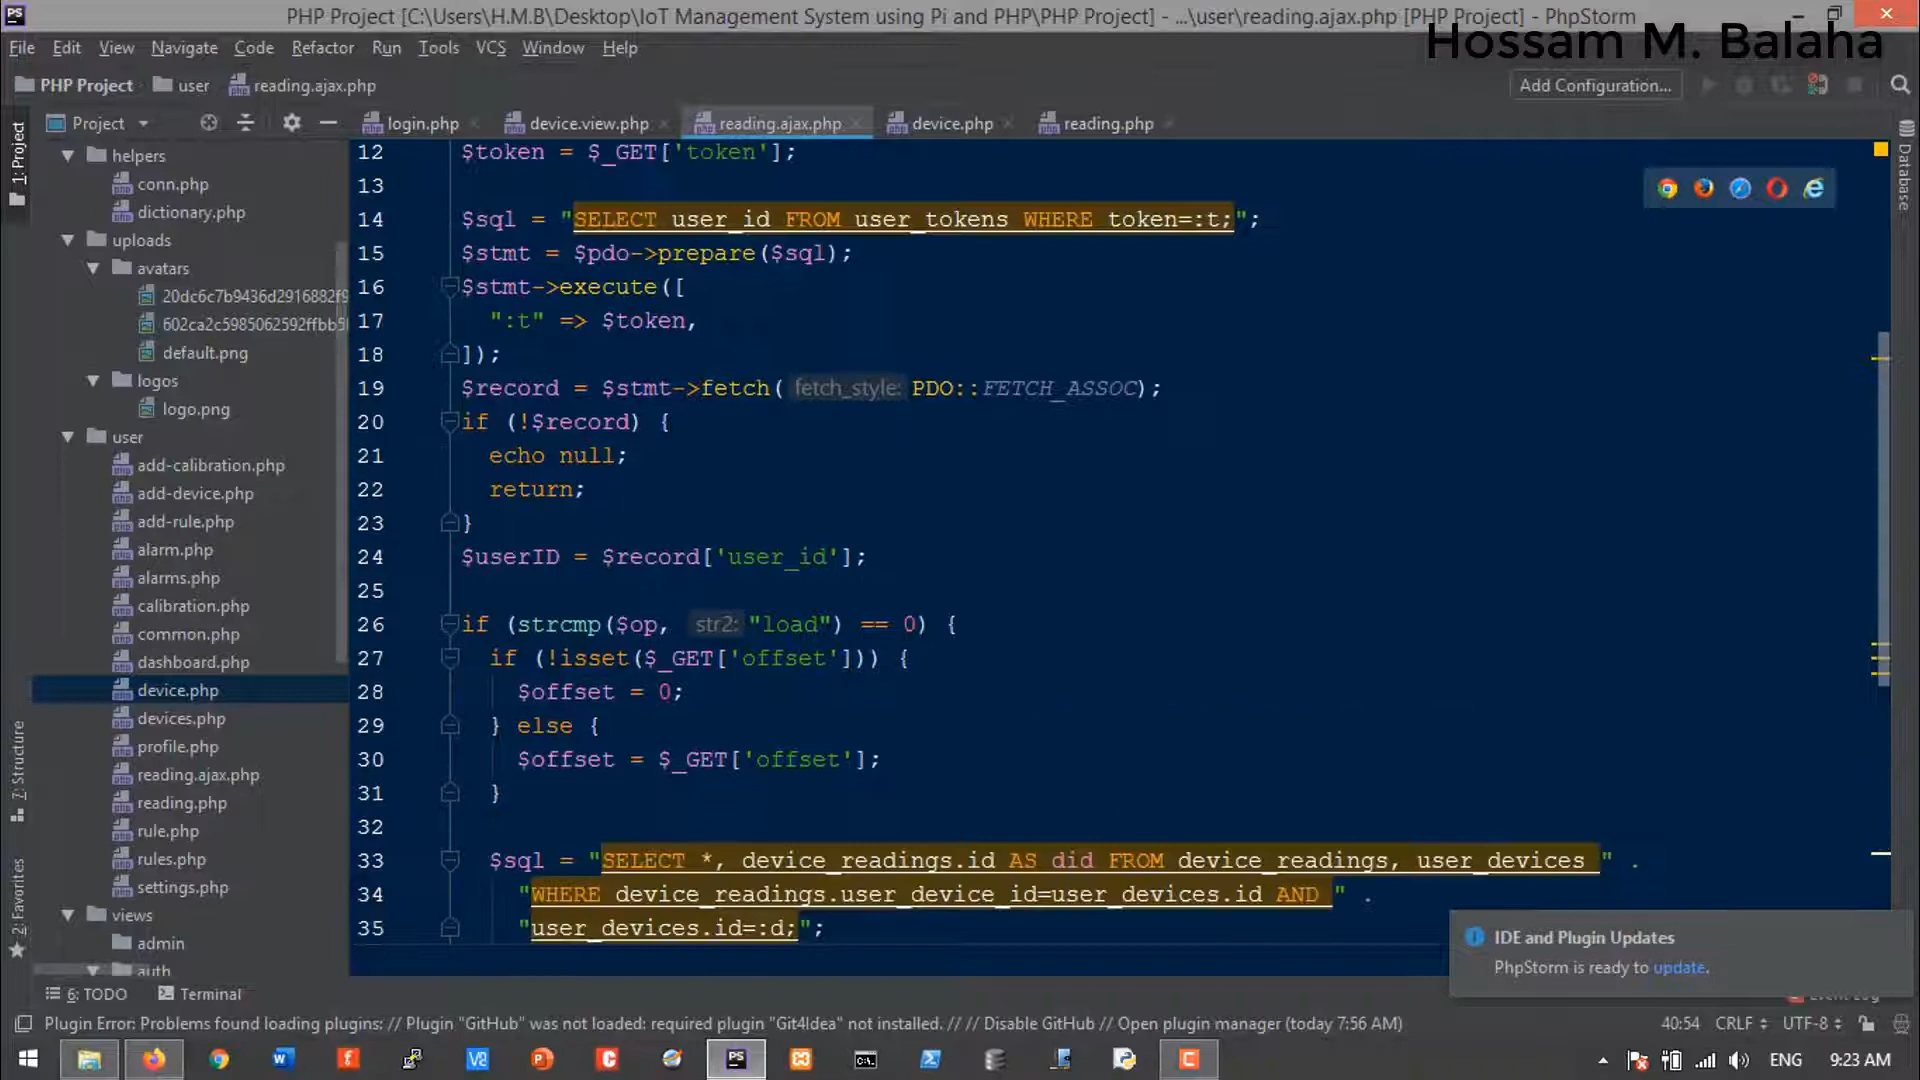 PS PHP Project [C:\Users\H.M.B\Desktop\IoT Management System using Pi and PHP\PHP Project] - ...\user\reading.ajax.php [PHP Project] - PhpStorm
Hossam M. Balaha
File Edit View Navigate Code Refactor Run Tools VCS Window Help
PHP Project user reading.ajax.php Add Configuration...
1: Project
Project
login.php device.view.php reading.ajax.php device.php reading.php
Database
helpers
conn.php
dictionary.php
uploads
avatars
20dc6c7b9436d2916882f9
602ca2c5985062592ffbb5
default.png
logos
logo.png
user
add-calibration.php
add-device.php
add-rule.php
alarm.php
alarms.php
calibration.php
common.php
dashboard.php
device.php
devices.php
profile.php
reading.ajax.php
reading.php
rule.php
rules.php
settings.php
views
admin
auth
12 $token = $_GET['token'];
13
14 $sql = "SELECT user_id FROM user_tokens WHERE token=:t;";
15 $stmt = $pdo->prepare($sql);
16 $stmt->execute([
17 ":t" => $token,
18 ]);
19 $record = $stmt->fetch( fetch_style: PDO::FETCH_ASSOC);
20 if (!$record) {
21 echo null;
22 return;
23 }
24 $userID = $record['user_id'];
25
26 if (strcmp($op, str2: "load") == 0) {
27 if (!isset($_GET['offset'])) {
28 $offset = 0;
29 } else {
30 $offset = $_GET['offset'];
31 }
32
33 $sql = "SELECT *, device_readings.id AS did FROM device_readings, user_devices " .
34 "WHERE device_readings.user_device_id=user_devices.id AND " .
35 "user_devices.id=:d;";
7: Structure
2: Favorites
IDE and Plugin Updates
PhpStorm is ready to update.
6: TODO Terminal Event Log
Plugin Error: Problems found loading plugins: // Plugin "GitHub" was not loaded: required plugin "Git4Idea" not installed. // // Disable GitHub // Open plugin manager (today 7:56 AM) 40:54 CRLF UTF-8
ENG 9:23 AM